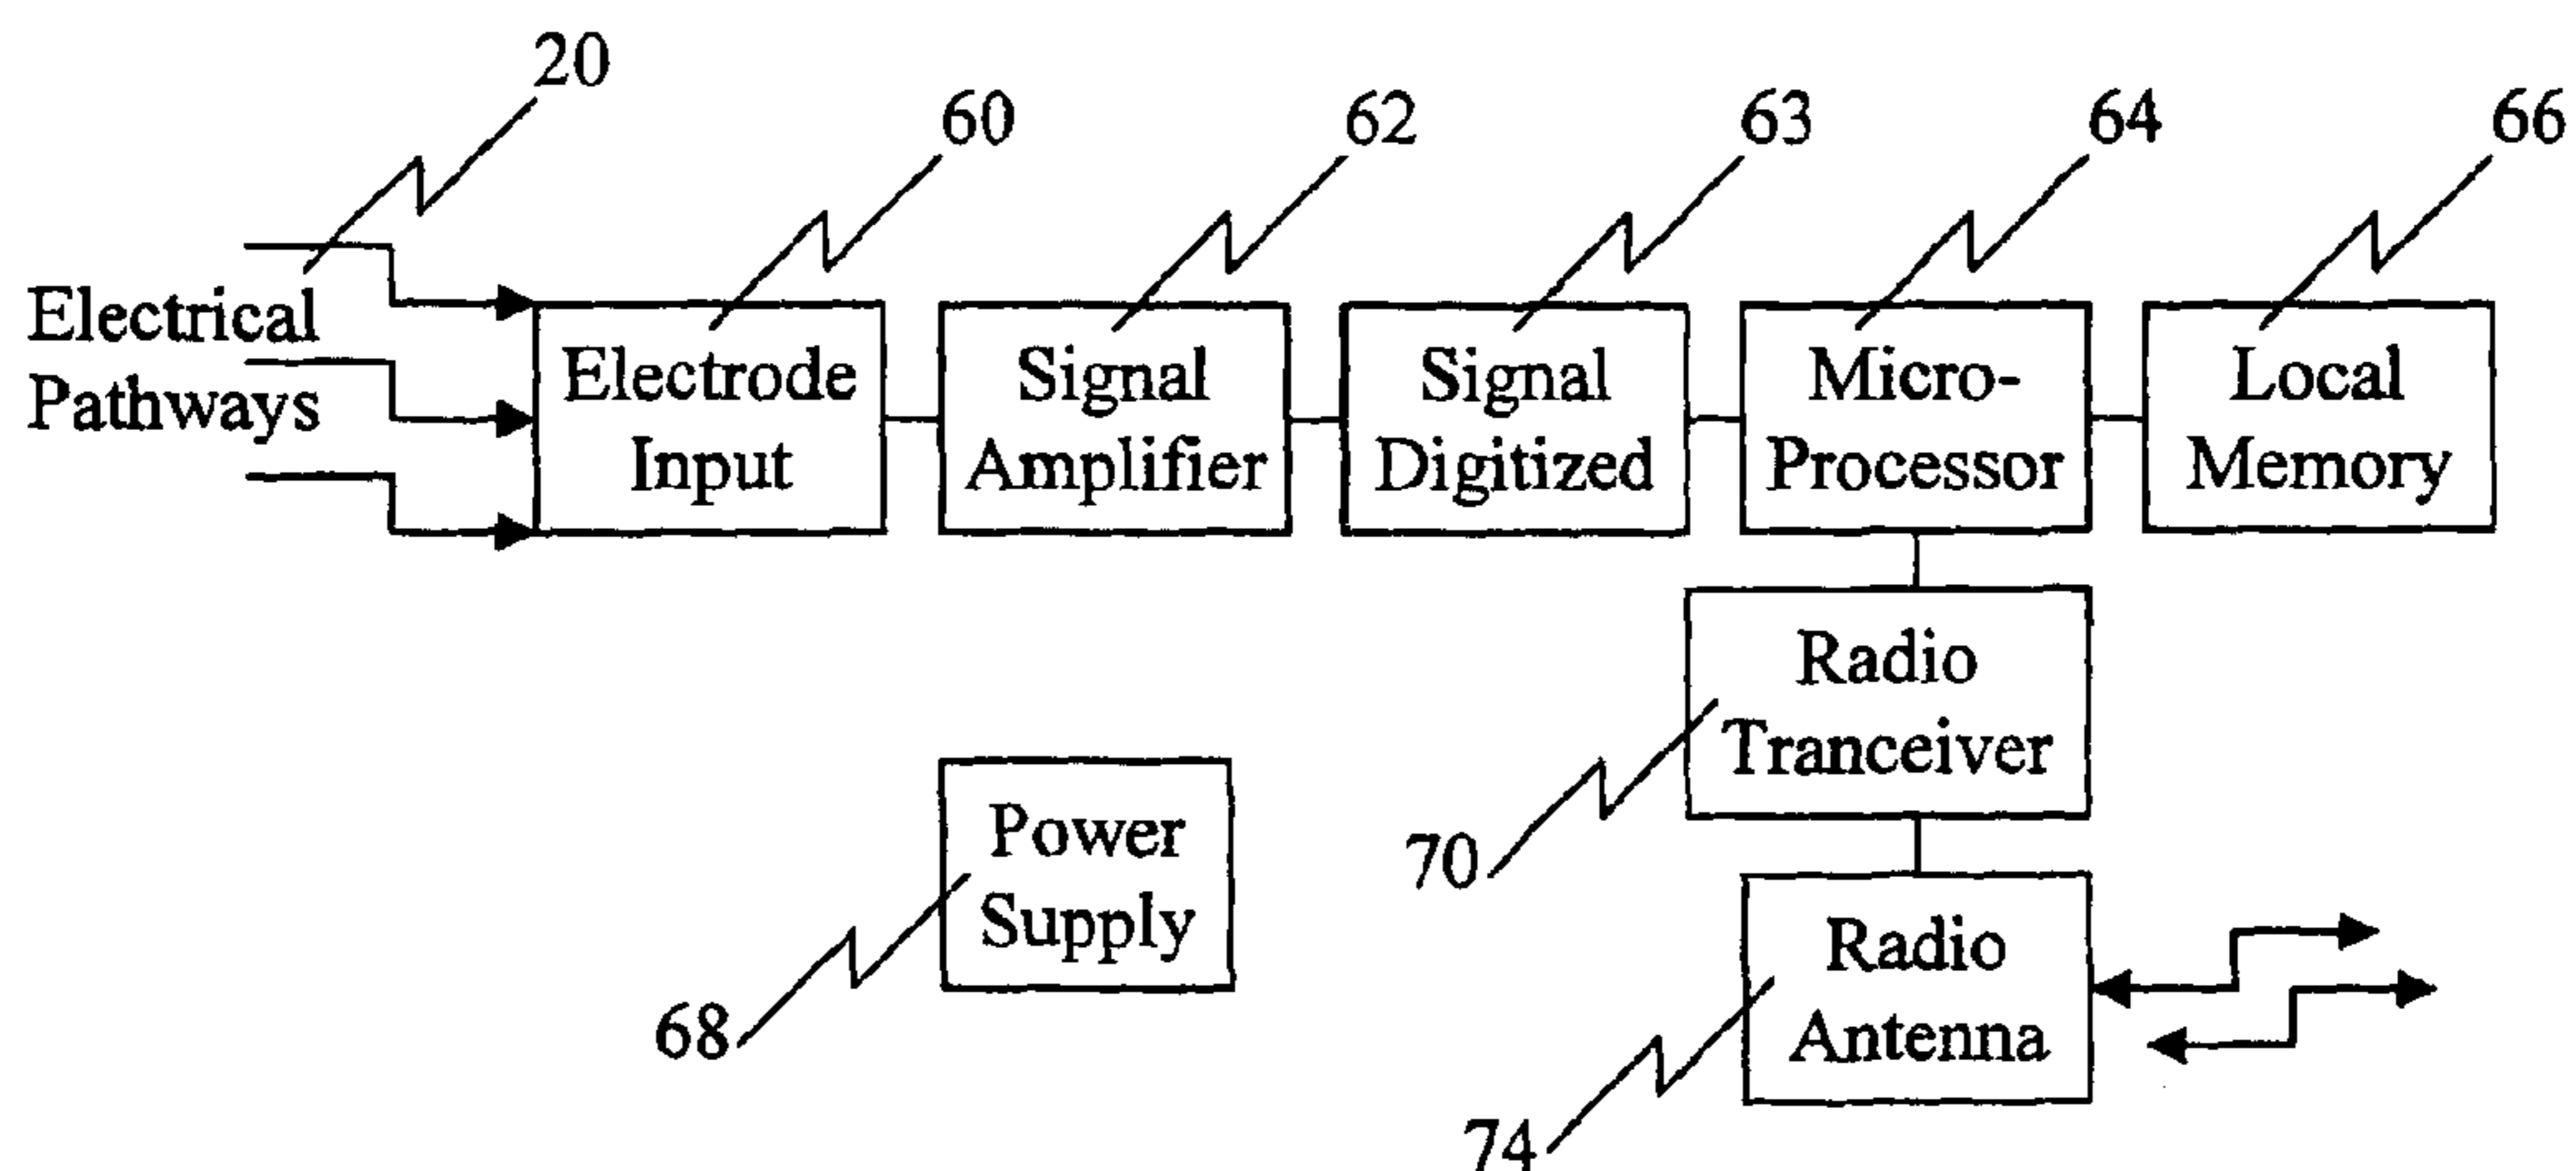 20
60
62
63
64
66
Electrical
Pathways
Electrode
Input
Signal
Amplifier
Signal
Digitized
Micro-
Processor
Local
Memory
Radio
Tranceiver
70
Power
Supply
68
Radio
Antenna
74